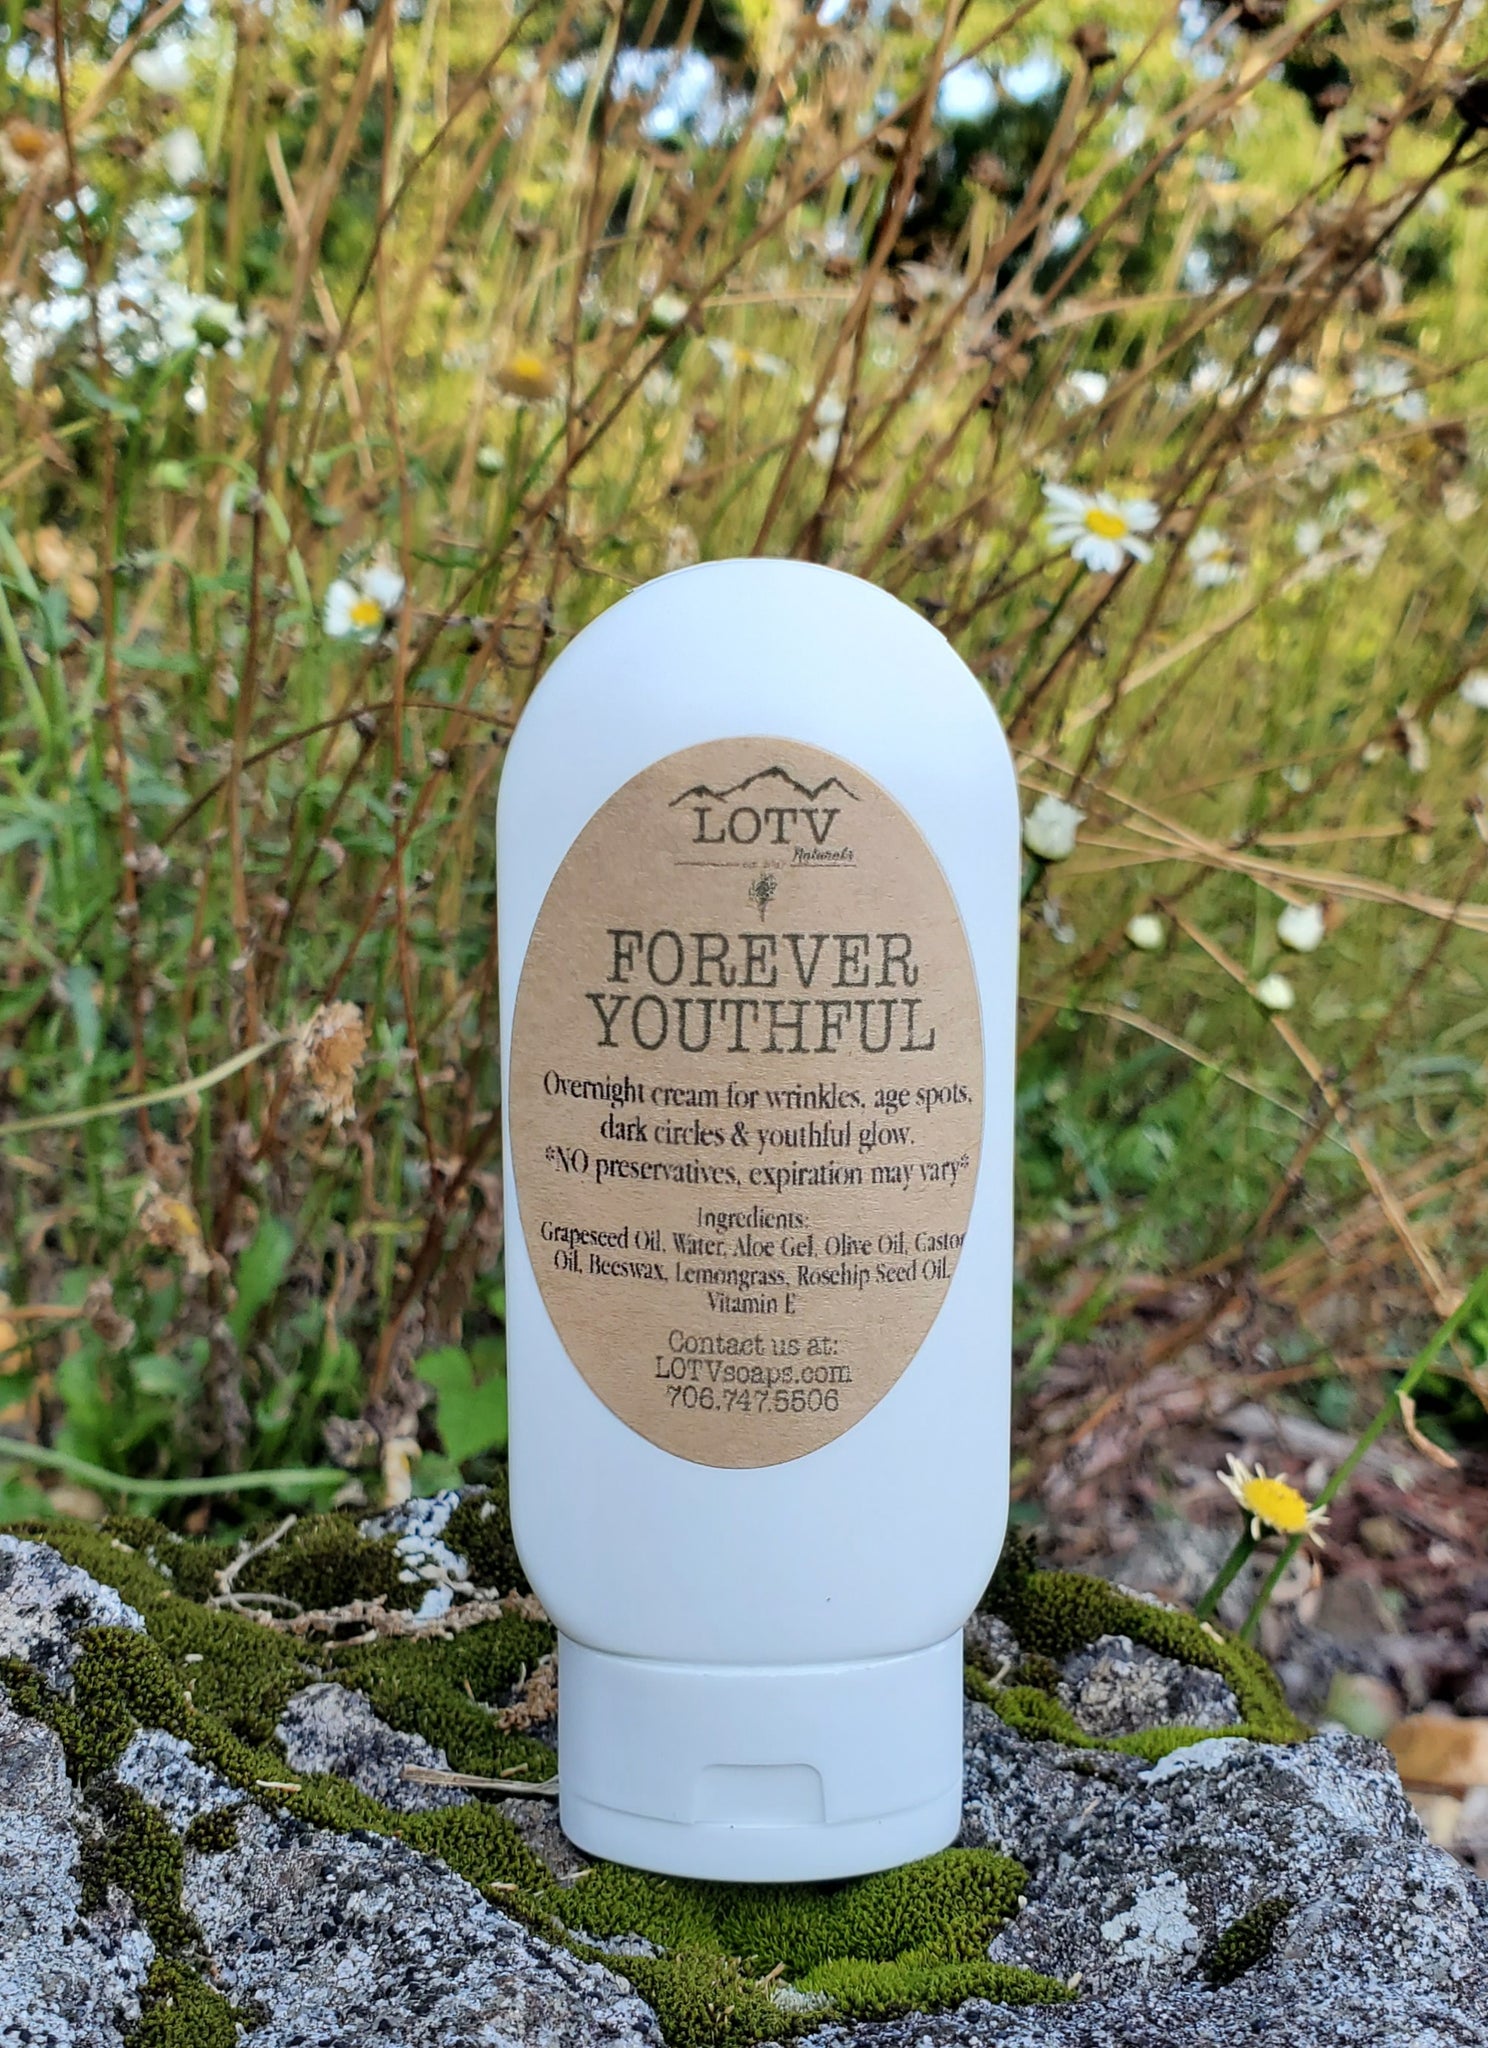 LOTV
Naturals
FOREVER
YOUTHFUL
Overnight cream for wrinkles, age spots,
dark circles & youthful glow.
*NO preservatives, expiration may vary*
Ingredients:
Grapeseed Oil, Water, Aloe Gel, Olive Oil, Castor
Oil, Beeswax, Lemongrass, Rosehip Seed Oil,
Vitamin E
Contact us at:
LOTVsoaps.com
706.747.5506